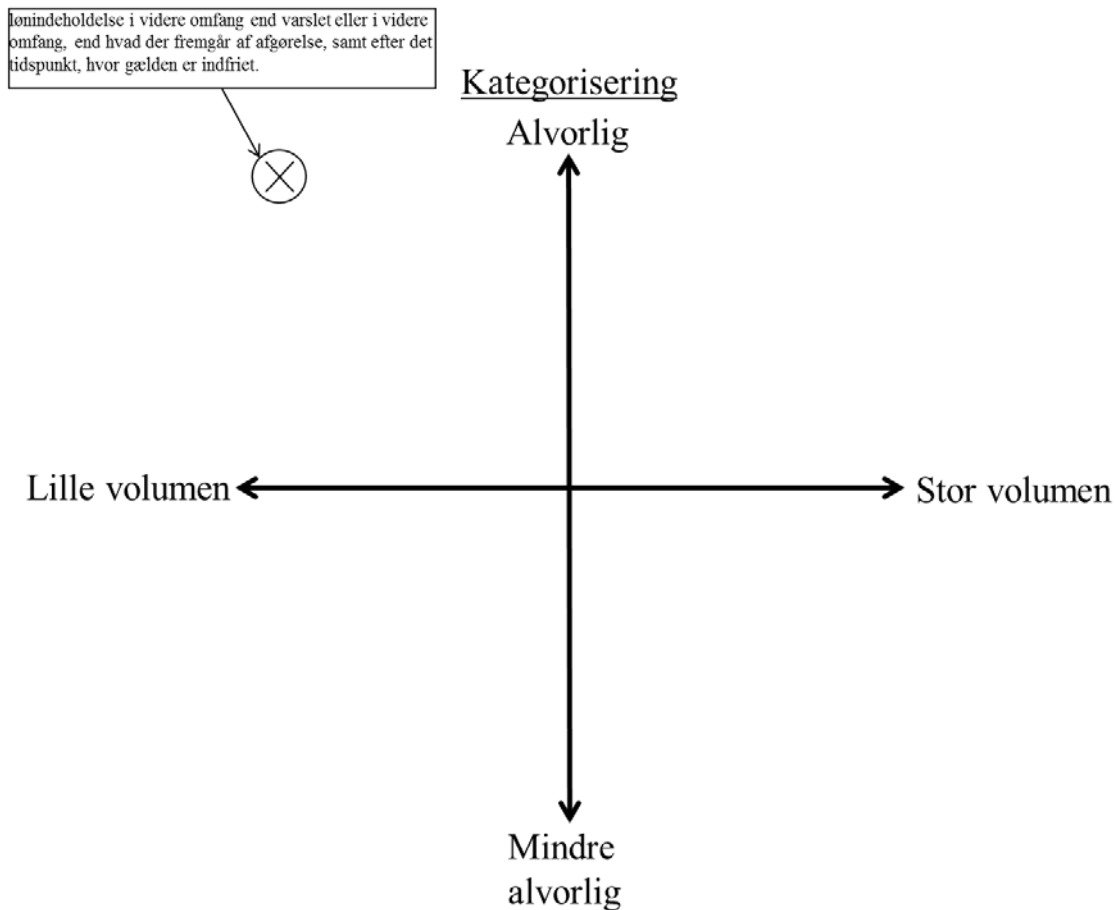 lønindeholdelse i videre omfang end varslet eller i videre
omfang, end hvad der fremgår af afgørelse, samt efter det
tidspunkt, hvor gælden er indfriet.
Kategorisering
Alvorlig
Lille volumen
Stor volumen
Mindre
alvorlig